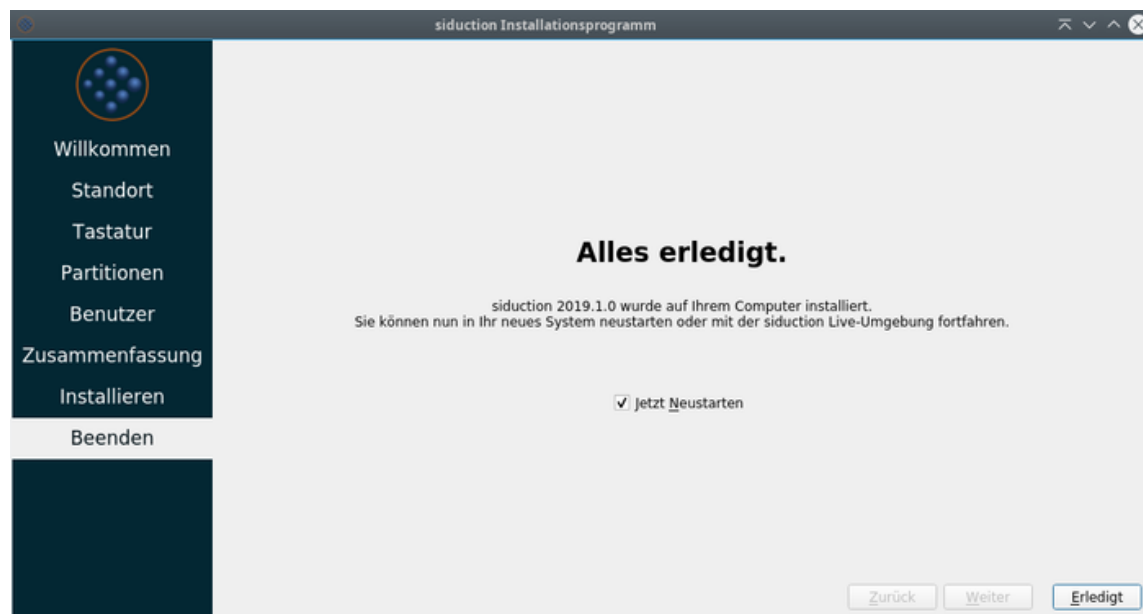 siduction Installationsprogramm
Willkommen
Standort
Tastatur
Partitionen
Benutzer
Zusammenfassung
Installieren
Beenden
Alles erledigt.
siduction 2019.1.0 wurde auf Ihrem Computer installiert.
Sie können nun in Ihr neues System neustarten oder mit der siduction Live-Umgebung fortfahren.
Jetzt Neustarten
Zurück
Weiter
Erledigt